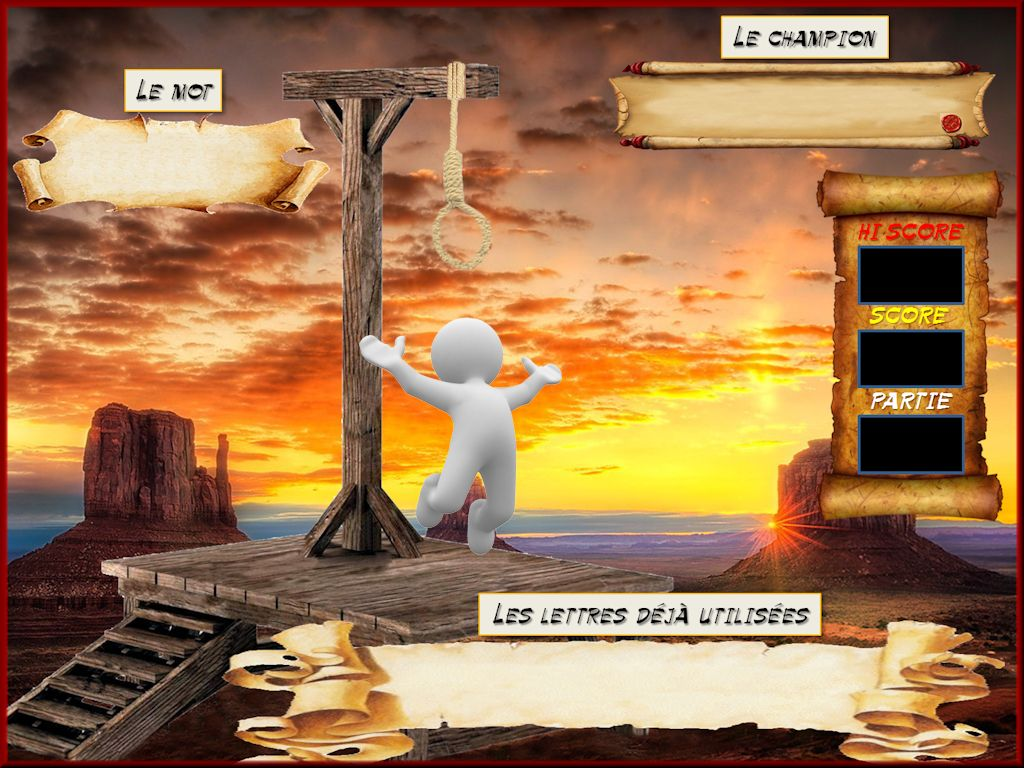 Le champion
Le mot
HI-SCORE
SCORE
PARTIE
Les lettres déjà utilisées